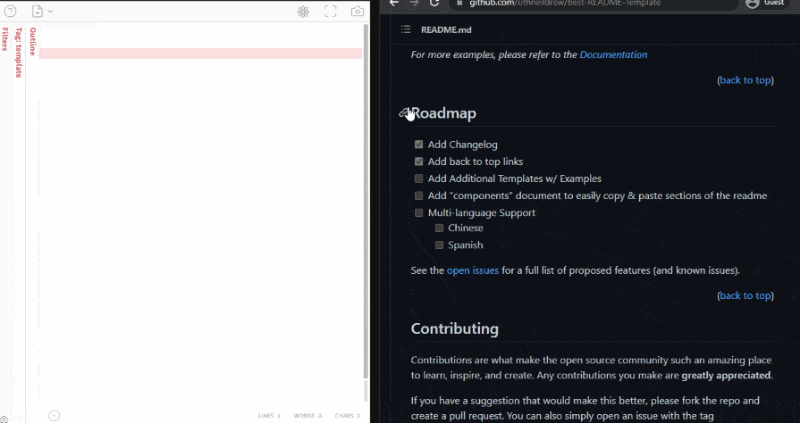 Outline
Tag: template
Filters
LINES: 1 WORDS: 0 CHARS: 0
github.com/othneildrew/Best-README-Template
Guest
README.md
For more examples, please refer to the Documentation
(back to top)
Roadmap
Add Changelog
Add back to top links
Add Additional Templates w/ Examples
Add "components" document to easily copy & paste sections of the readme
Multi-language Support
Chinese
Spanish
See the open issues for a full list of proposed features (and known issues).
(back to top)
Contributing
Contributions are what make the open source community such an amazing place
to learn, inspire, and create. Any contributions you make are greatly appreciated.
If you have a suggestion that would make this better, please fork the repo and
create a pull request. You can also simply open an issue with the tag